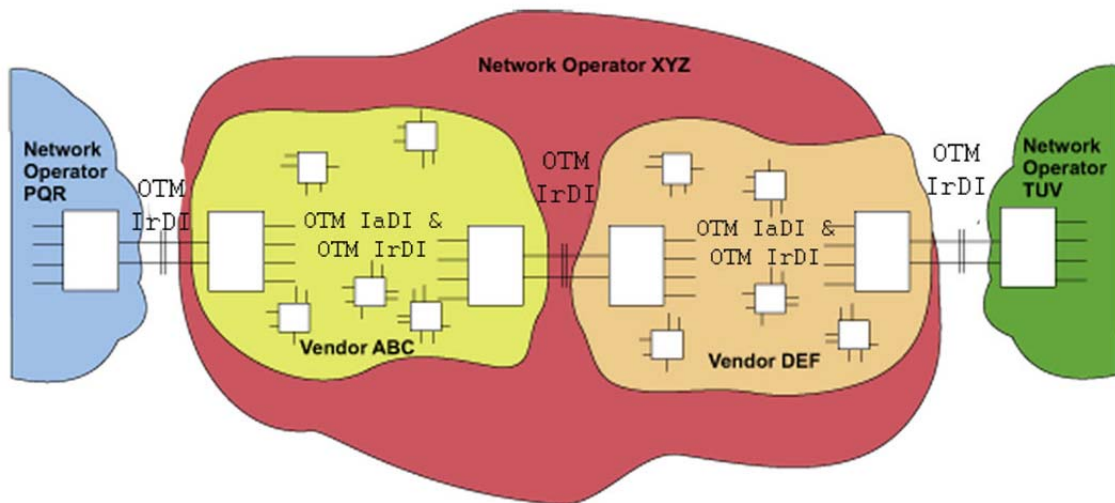 Network Operator XYZ
Network
Operator
PQR
OTM
IrDI
OTM IaDI &
OTM IrDI
Vendor ABC
OTM
IrDI
OTM IaDI &
OTM IrDI
Vendor DEF
OTM
IrDI
Network
Operator
TUV